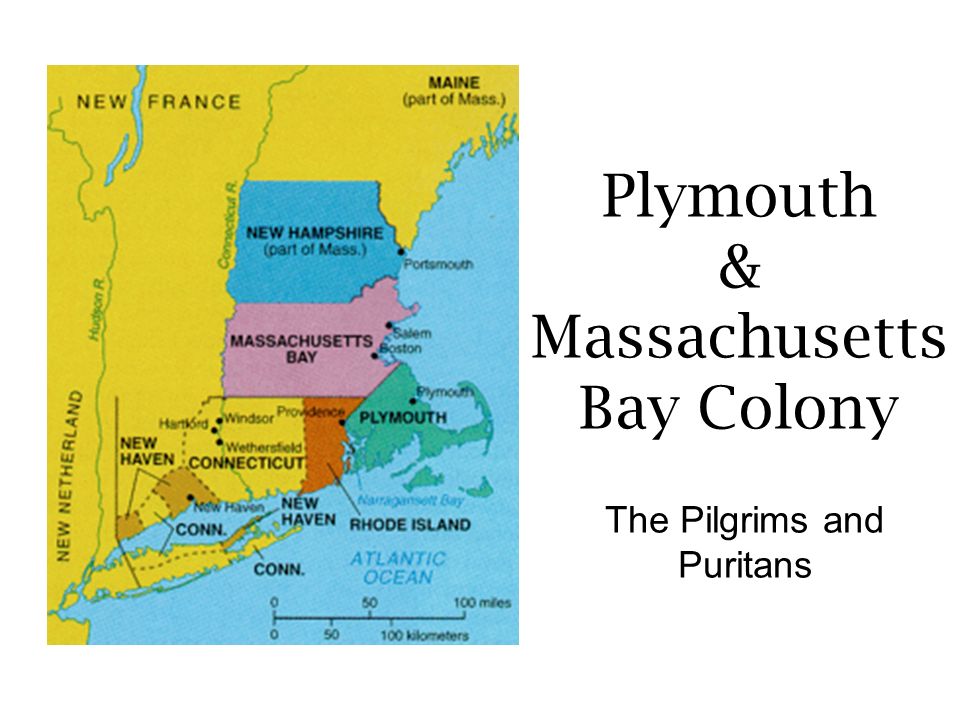 NEW FRANCE
MAINE
(part of Mass.)
Connecticut R.
NEW HAMPSHIRE
(part of Mass.)
Portsmouth
Hudson R.
MASSACHUSETTS
BAY
Salem
Boston
Plymouth
PLYMOUTH
Providence
Hartford
Windsor
Wethersfield
CONNECTICUT
NEW
HAVEN
NEW NETHERLAND
New Haven
CONN.
NEW
HAVEN
Narragansett Bay
RHODE ISLAND
CONN.
ATLANTIC
OCEAN
0 50 100 miles
0 50 100 kilometers
Plymouth
&
Massachusetts
Bay Colony
The Pilgrims and
Puritans